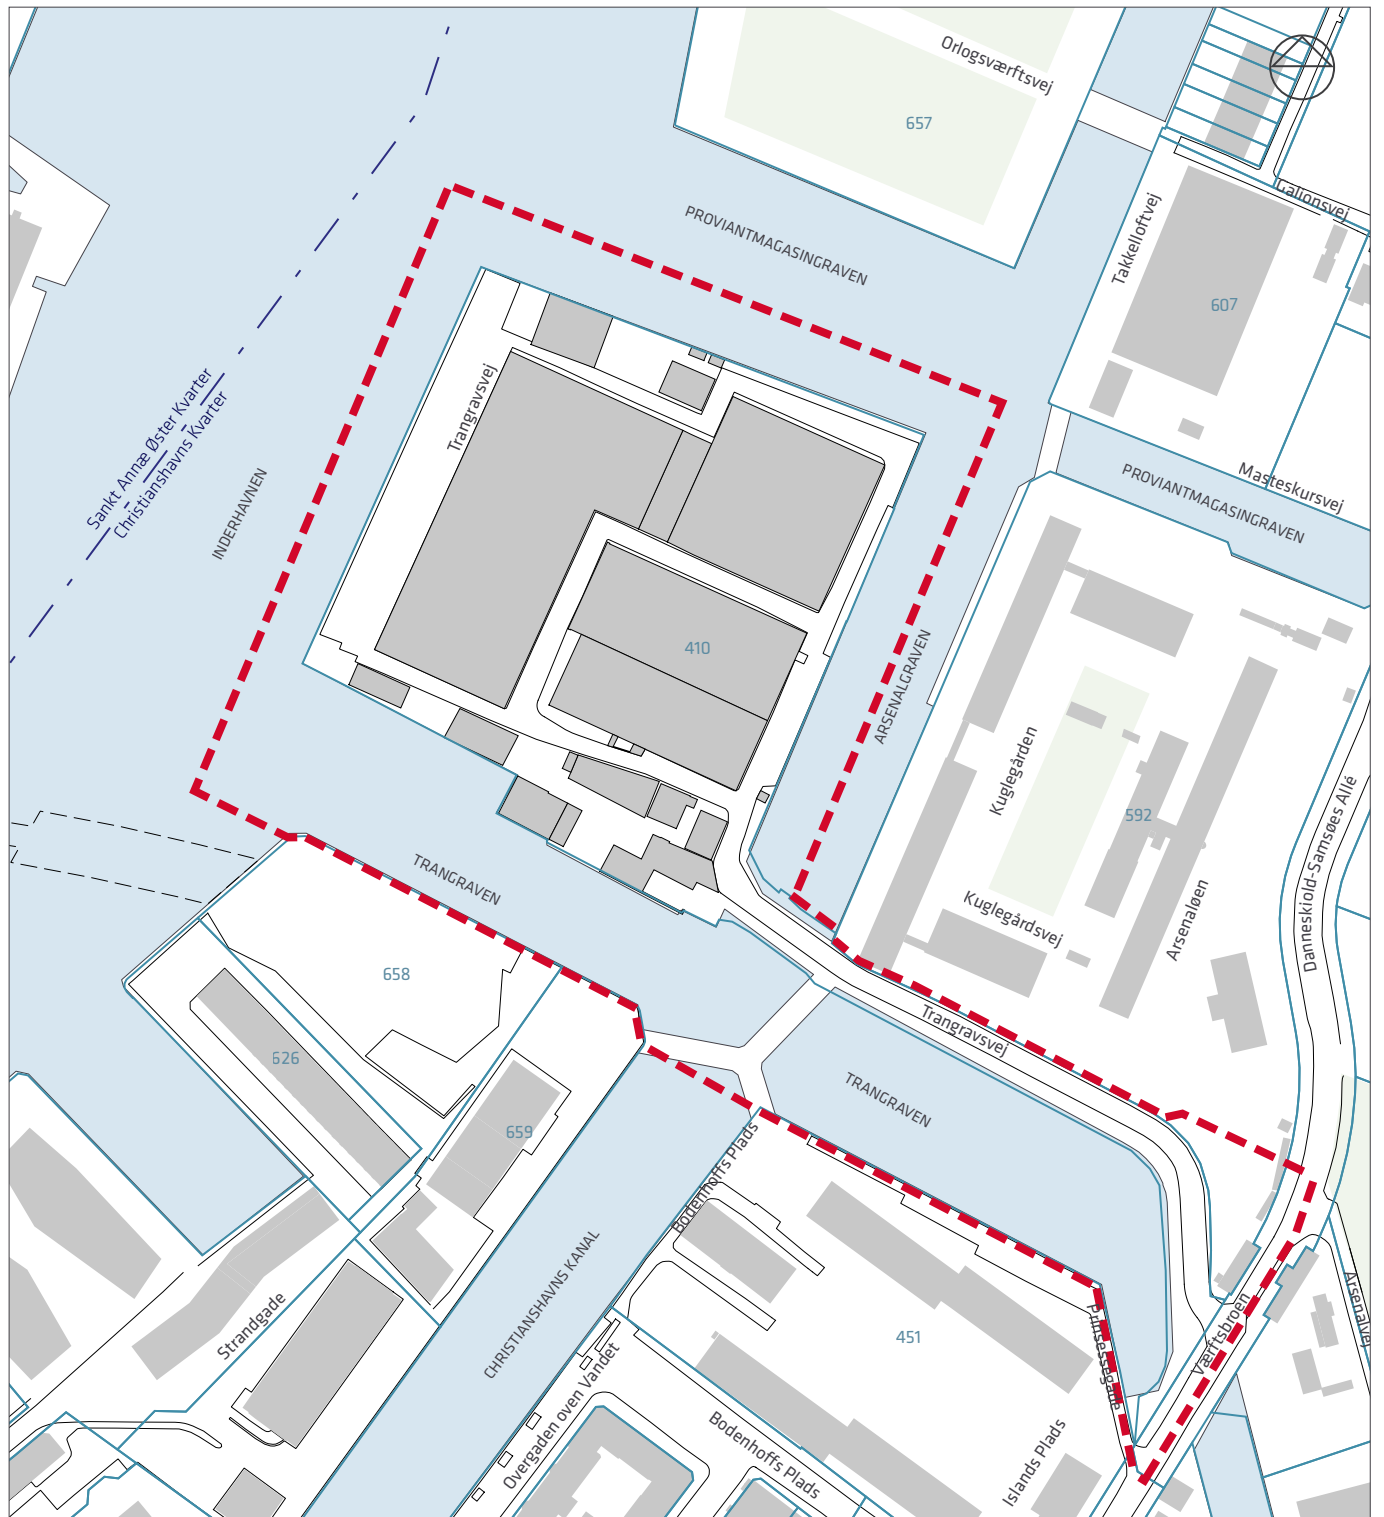 Orlogsværftsvej
657
Galionsvej
PROVIANTMAGASINGRAVEN
Takkelloftvej
607
Trangravsvej
Sankt Annæ Øster Kvarter
Christianshavns Kvarter
INDERHAVNEN
Masteskursvej
PROVIANTMAGASINGRAVEN
410
ARSENALGRAVEN
Kuglegården
592
Danneskiold-Samsøes Allé
TRANGRAVEN
Kuglegårdsvej
Arsenaløen
658
Trangravsvej
626
TRANGRAVEN
659
Bodenhoffs Plads
CHRISTIANSHAVNS KANAL
Strandgade
451
Prinsessegade
Værftsbroen
Arsenalvej
Overgaden oven Vandet
Bodenhoffs Plads
Islands Plads